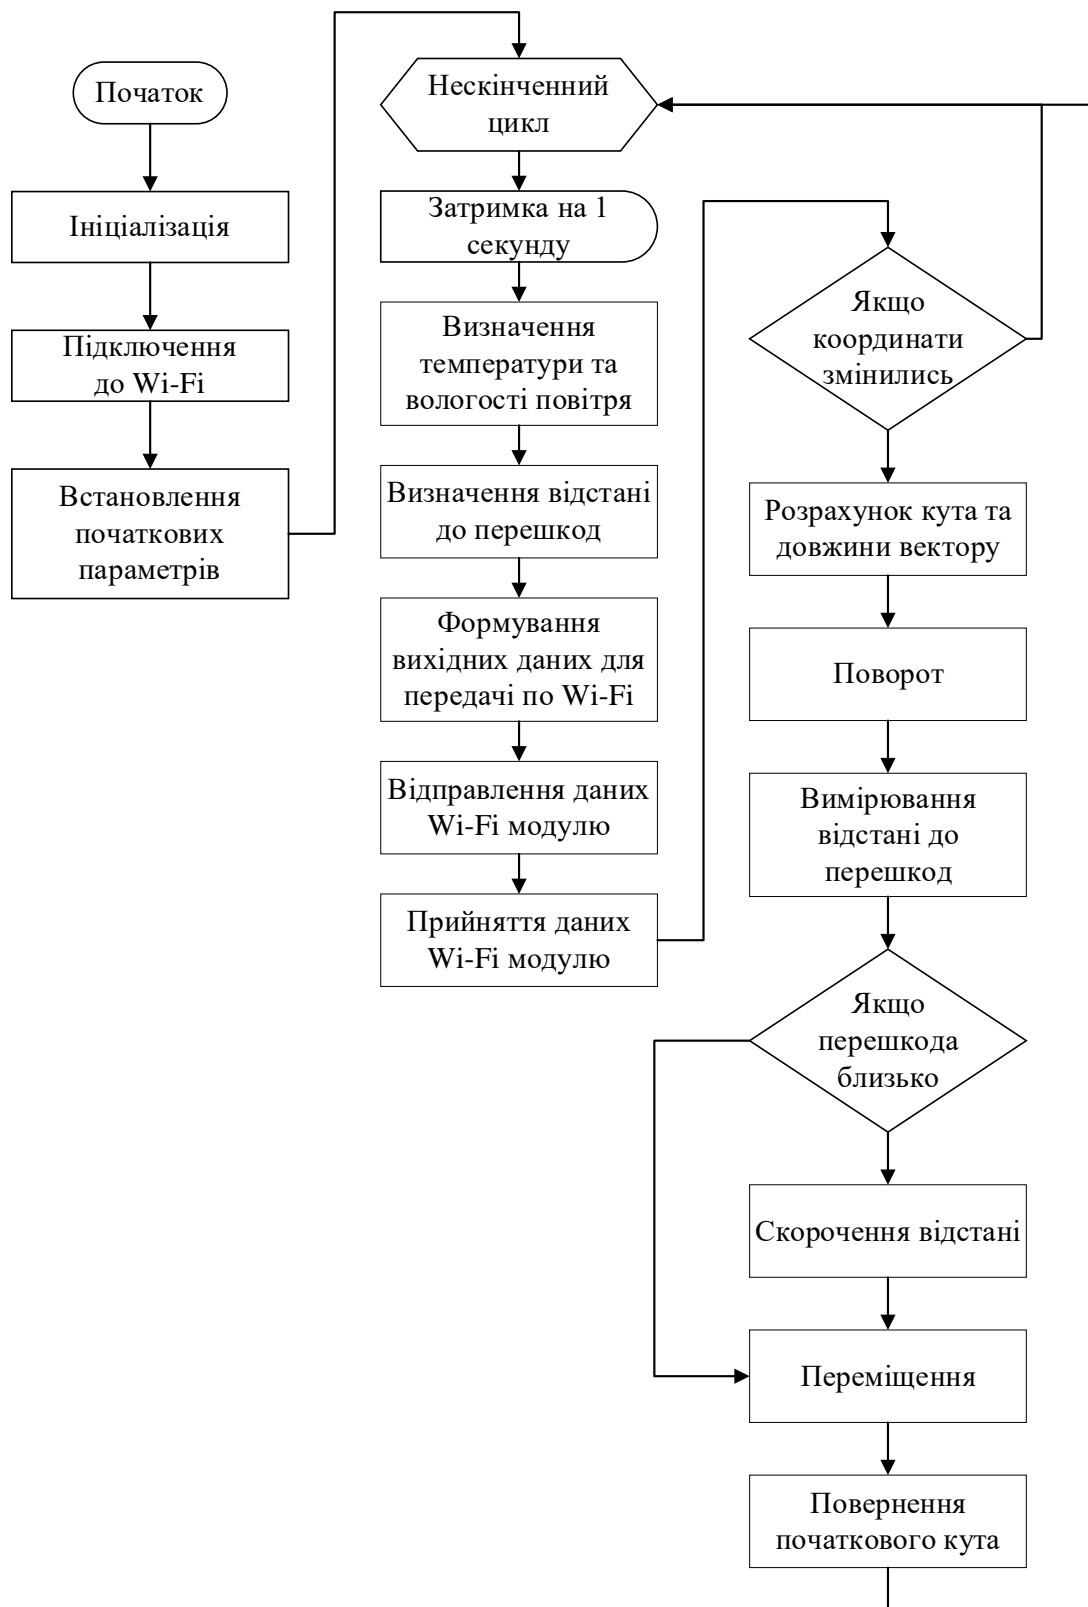 Початок
Ініціалізація
Підключення
до Wi-Fi
Встановлення
початкових
параметрів
Нескінченний
цикл
Затримка на 1
секунду
Визначення
температури та
вологості повітря
Визначення відстані
до перешкод
Формування
вихідних даних для
передачі по Wi-Fi
Відправлення даних
Wi-Fi модулю
Прийняття даних
Wi-Fi модулю
Якщо
координати
змінились
Розрахунок кута та
довжини вектору
Поворот
Вимірювання
відстані до
перешкод
Якщо
перешкода
близько
Скорочення відстані
Переміщення
Повернення
початкового кута